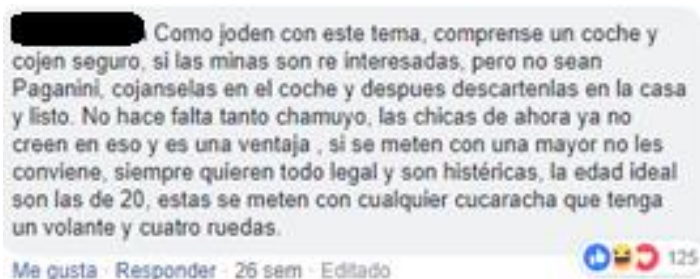 Como joden con este tema, comprense un coche y
cojen seguro, si las minas son re interesadas, pero no sean
Paganini, cojanselas en el coche y despues descartenlas en la casa
y listo. No hace falta tanto chamuyo, las chicas de ahora ya no
creen en eso y es una ventaja , si se meten con una mayor no les
conviene, siempre quieren todo legal y son histéricas, la edad ideal
son las de 20, estas se meten con cualquier cucaracha que tenga
un volante y cuatro ruedas.
Me gusta · Responder · 26 sem · Editado
125